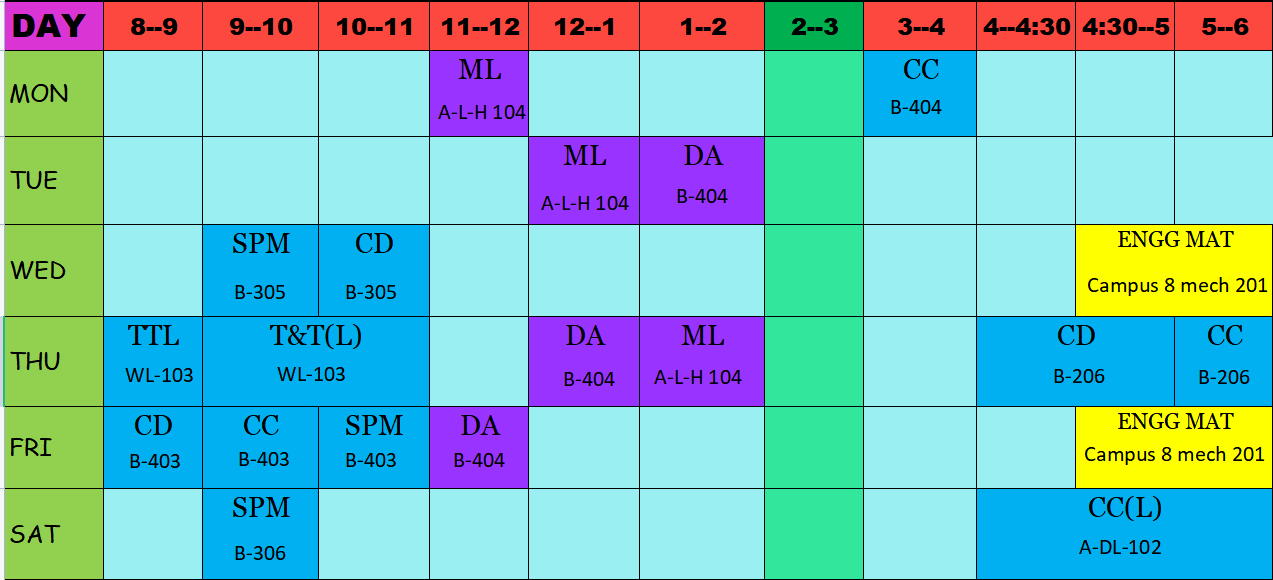 DAY 8--9 9--10 10--11 11--12 12--1 1--2 2--3 3--4 4--4:30 4:30--5 5--6
MON ML CC
A-L-H 104 B-404
TUE ML DA
A-L-H 104 B-404
WED SPM CD ENGG MAT
B-305 B-305 Campus 8 mech 201
THU TTL T&T(L) DA ML CD CC
WL-103 WL-103 B-404 A-L-H 104 B-206 B-206
FRI CD CC SPM DA ENGG MAT
B-403 B-403 B-403 B-404 Campus 8 mech 201
SAT SPM CC(L)
B-306 A-DL-102